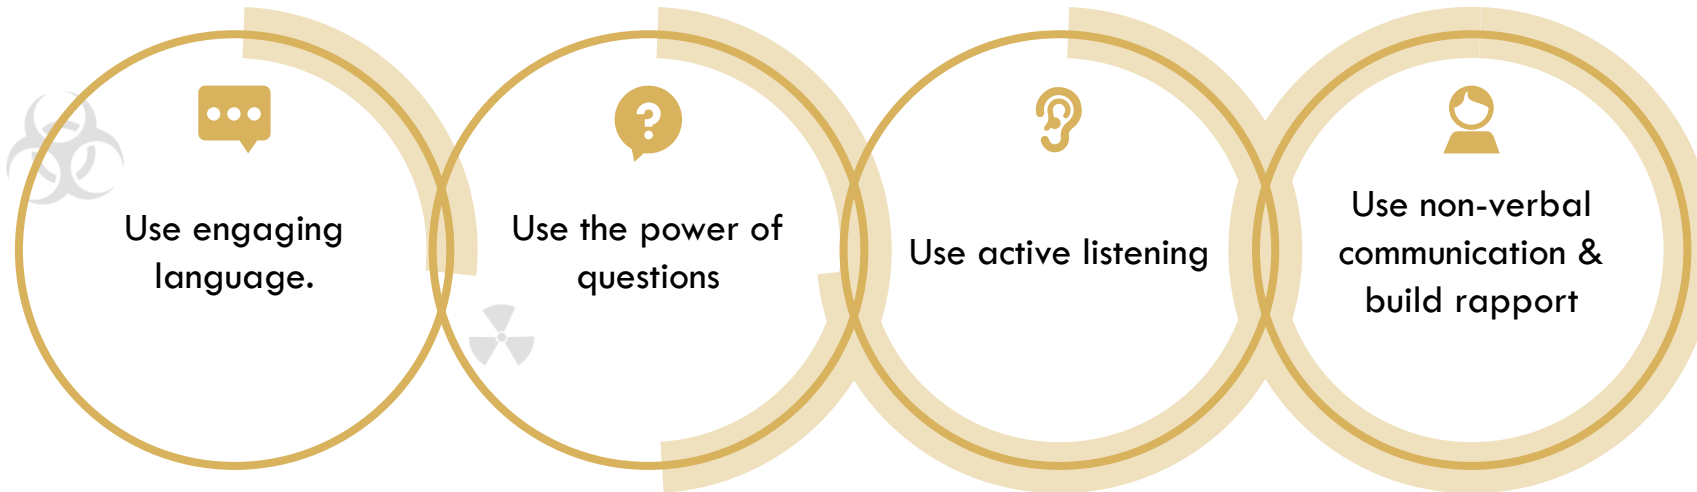 Use engaging
language.
Use the power of
questions
Use active listening
Use non-verbal
communication &
build rapport